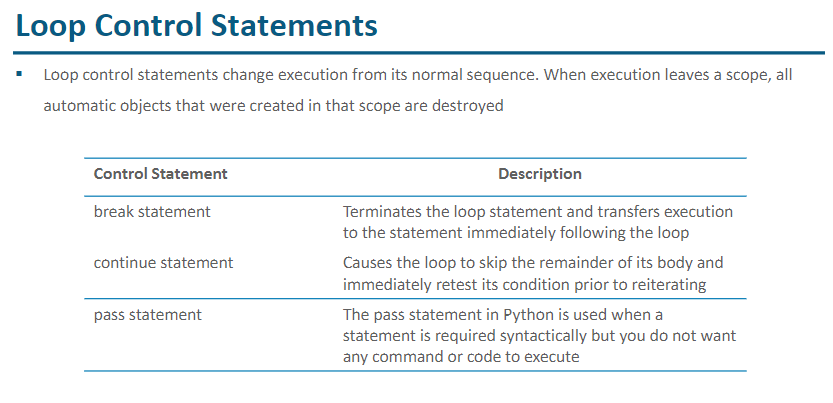 Loop Control Statements
▪ Loop control statements change execution from its normal sequence. When execution leaves a scope, all
automatic objects that were created in that scope are destroyed
Control Statement Description
break statement Terminates the loop statement and transfers execution
to the statement immediately following the loop
continue statement Causes the loop to skip the remainder of its body and
immediately retest its condition prior to reiterating
pass statement The pass statement in Python is used when a
statement is required syntactically but you do not want
any command or code to execute